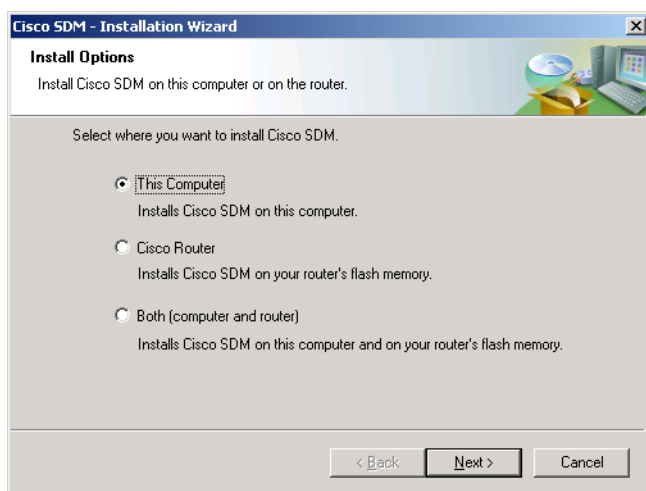 Cisco SDM - Installation Wizard
Install Options
Install Cisco SDM on this computer or on the router.
Select where you want to install Cisco SDM.
This Computer
Installs Cisco SDM on this computer.
Cisco Router
Installs Cisco SDM on your router's flash memory.
Both (computer and router)
Installs Cisco SDM on this computer and on your router's flash memory.
< Back Next > Cancel